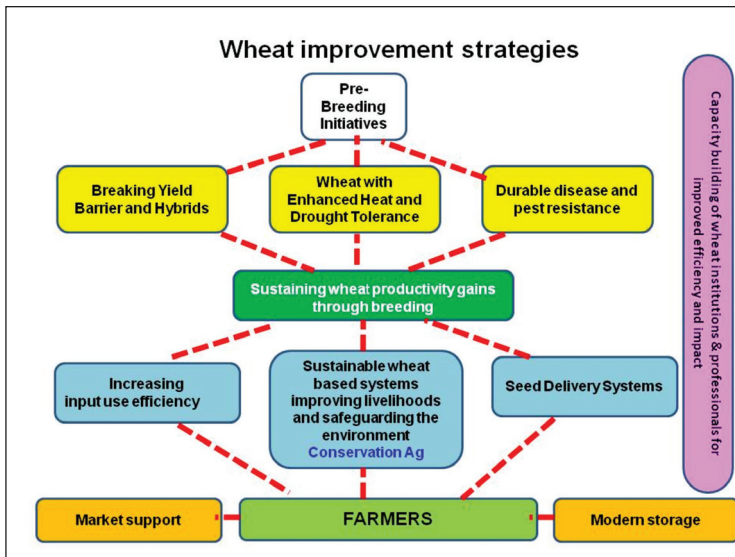 Wheat improvement strategies
Pre-
Breeding
Initiatives
Breaking Yield
Barrier and Hybrids
Wheat with
Enhanced Heat and
Drought Tolerance
Durable disease and
pest resistance
Sustaining wheat productivity gains
through breeding
Increasing
input use efficiency
Sustainable wheat
based systems
improving livelihoods
and safeguarding the
environment
Conservation Ag
Seed Delivery Systems
Market support
FARMERS
Modern storage
Capacity building of wheat institutions & professionals for
improved efficiency and impact